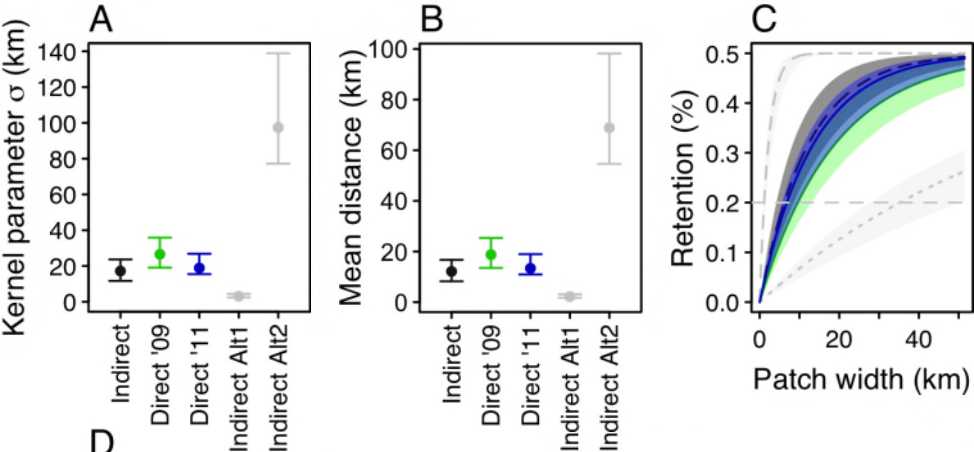 A
Kernel parameter σ (km)
140
120
100
80
60
40
20
0
Indirect
Direct '09
Direct '11
Indirect Alt1
Indirect Alt2
B
Mean distance (km)
100
80
60
40
20
0
Indirect
Direct '09
Direct '11
Indirect Alt1
Indirect Alt2
C
Retention (%)
0.5
0.4
0.3
0.2
0.1
0.0
0 20 40
Patch width (km)
D